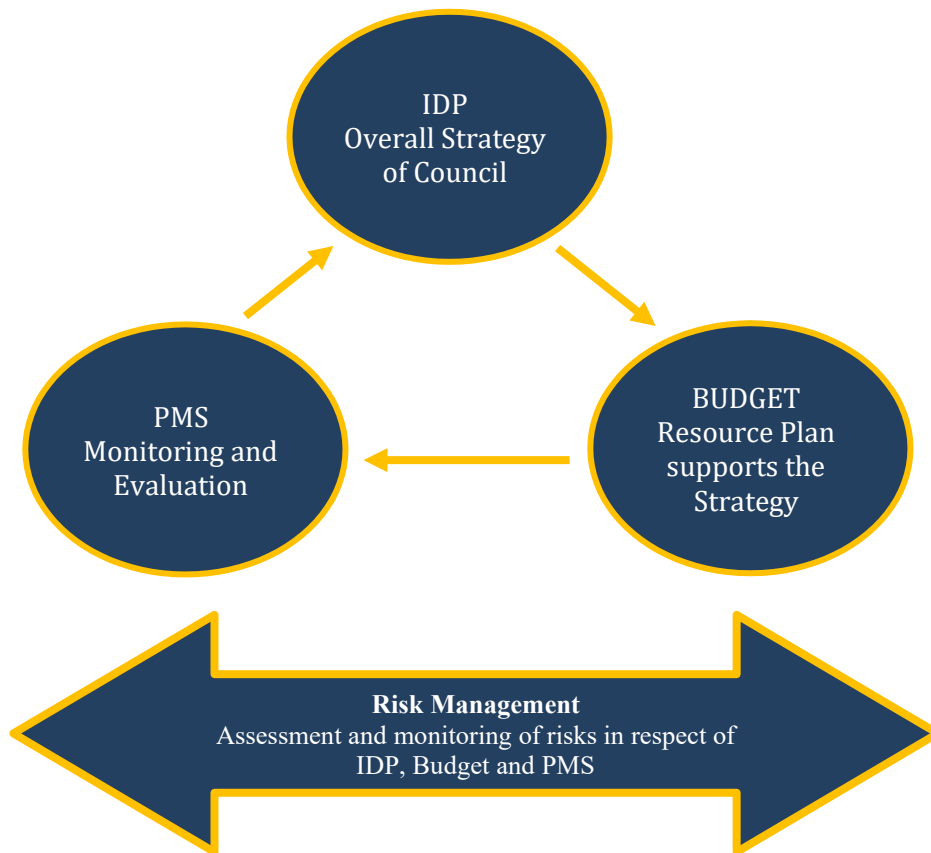 IDP
Overall Strategy
of Council
PMS
Monitoring and
Evaluation
BUDGET
Resource Plan
supports the
Strategy
Risk Management
Assessment and monitoring of risks in respect of
IDP, Budget and PMS